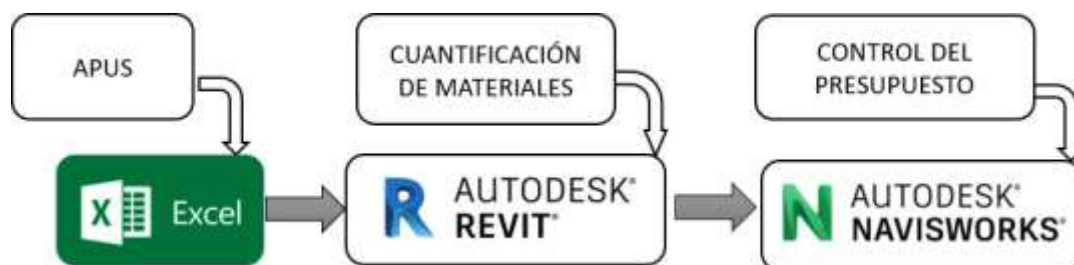 APUS
CUANTIFICACIÓN
DE MATERIALES
CONTROL DEL
PRESUPUESTO
X Excel
R AUTODESK®
REVIT®
N AUTODESK®
NAVISWORKS®